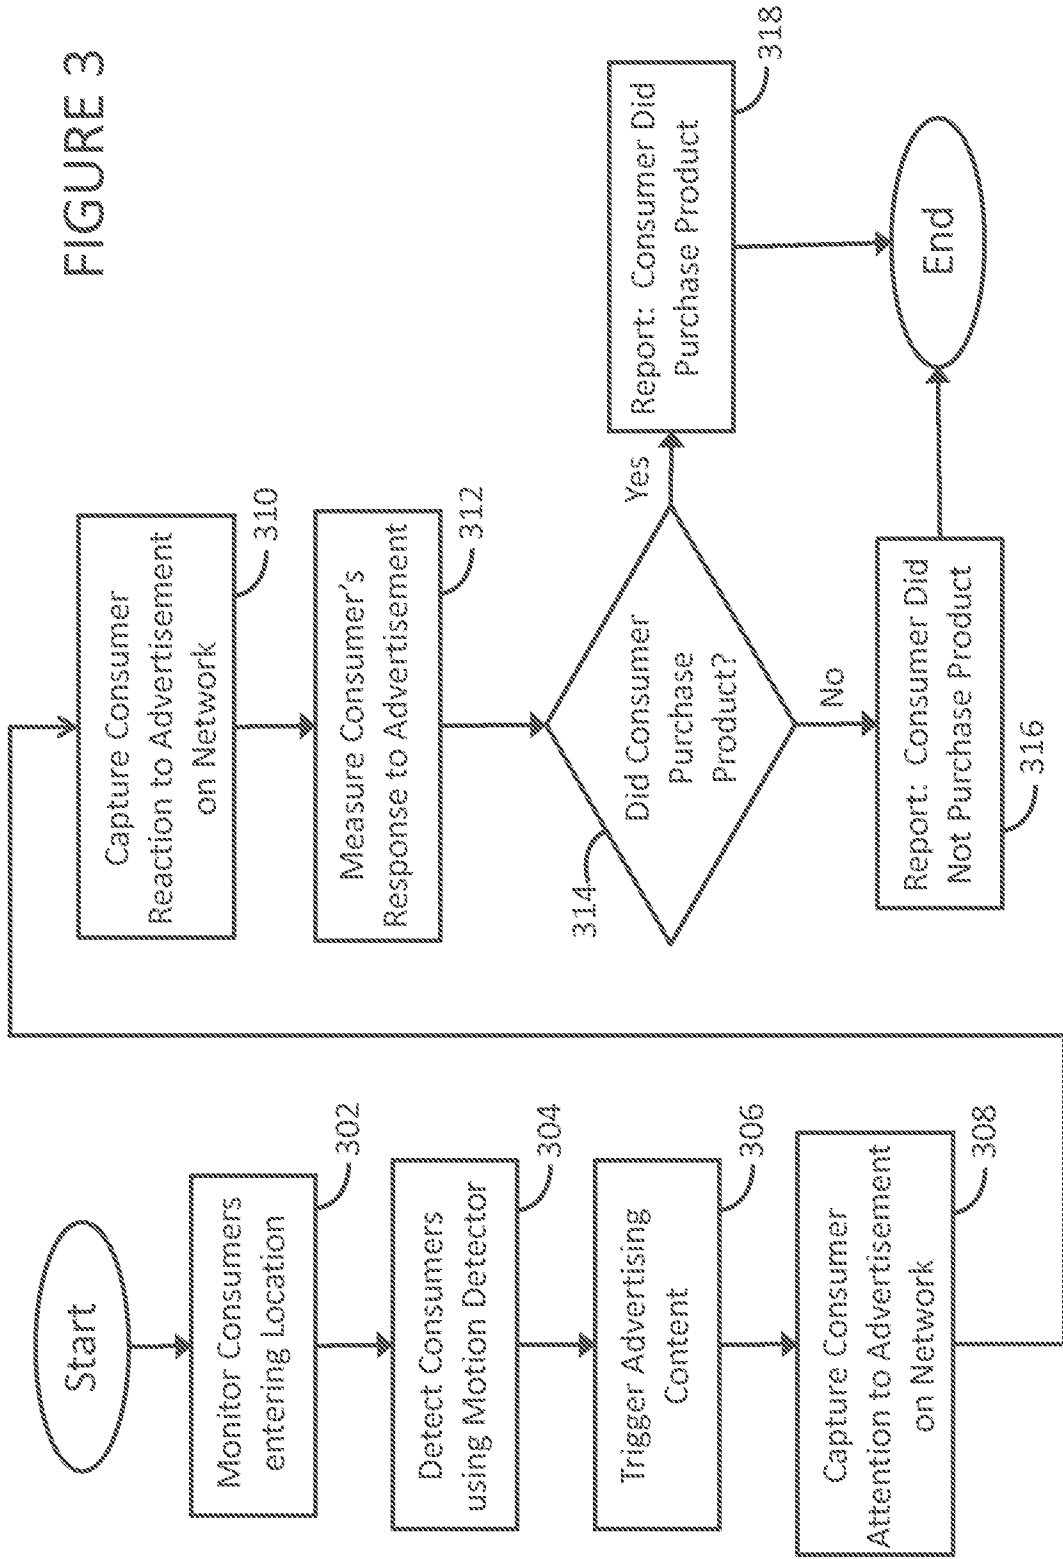 FIGURE 3
Start
Monitor Consumers
entering Location
302
Detect Consumers
using Motion Detector
304
Trigger Advertising
Content
306
Capture Consumer
Attention to Advertisement
on Network
308
Capture Consumer
Reaction to Advertisement
on Network
310
Measure Consumer's
Response to Advertisement
312
Did Consumer
Purchase
Product?
314
Yes
No
Report:  Consumer Did
Not Purchase Product
316
Report:  Consumer Did
Purchase Product
318
End